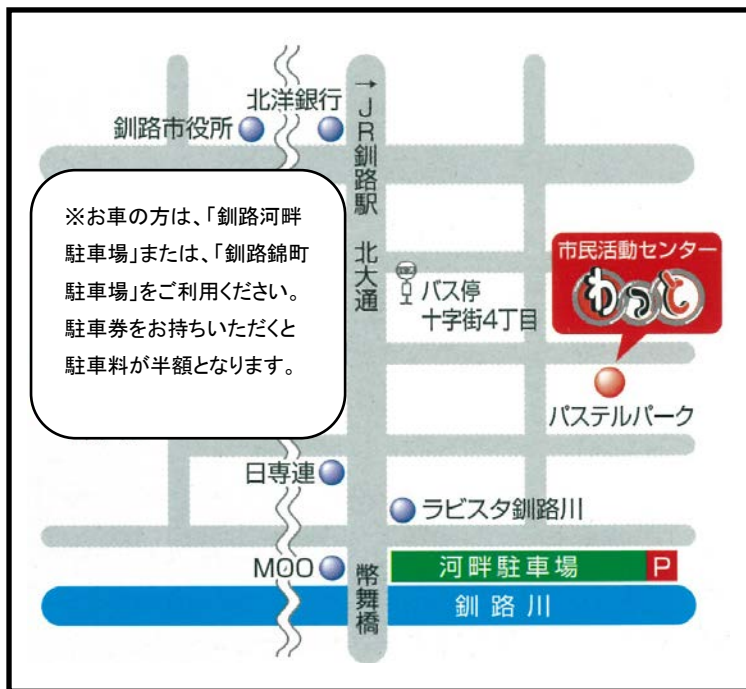 北洋銀行
釧路市役所
→JR釧路駅
北大通
※お車の方は、「釧路河畔
駐車場」または、「釧路錦町
駐車場」をご利用ください。
駐車券をお持ちいただくと
駐車料が半額となります。
バス停
十字街4丁目
市民活動センター
わっと
パステルパーク
日専連
ラビスタ釧路川
MOO
幣舞橋
河畔駐車場 P
釧路川